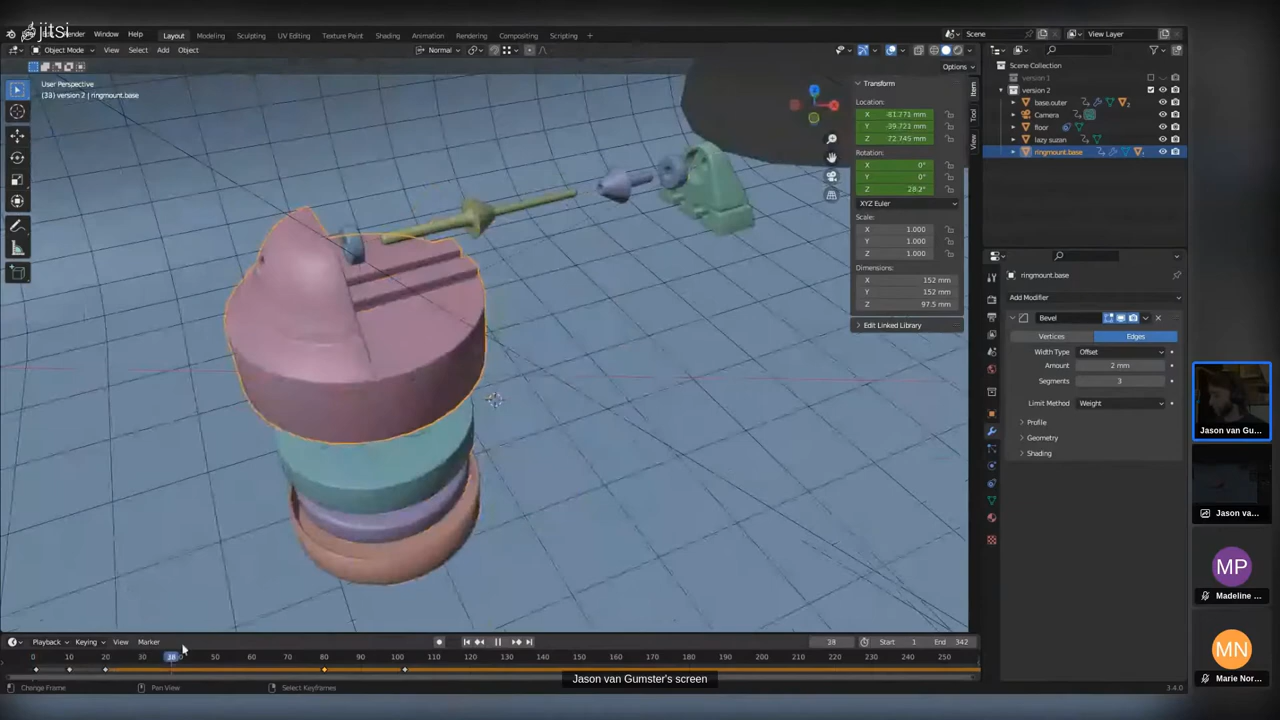 jitsi
Render Window Help Layout Modeling Sculpting UV Editing Texture Paint Shading Animation Rendering Compositing Scripting + Scene View Layer
Object Mode View Select Add Object Normal
Options
User Perspective
(38) version 2 | ringmount.base
Transform
Location:
X -81.771 mm
Y -39.721 mm
Z 72.745 mm
Rotation:
X 0°
Y 0°
Z 28.2°
XYZ Euler
Scale:
X 1.000
Y 1.000
Z 1.000
Dimensions:
X 152 mm
Y 152 mm
Z 97.5 mm
Edit Linked Library
Item
Tool
View
Scene Collection
version 1
version 2
base.outer
Camera
floor
lazy suzan
ringmount.base
ringmount.base
Add Modifier
Bevel
Vertices Edges
Width Type Offset
Amount 2 mm
Segments 3
Limit Method Weight
Profile
Geometry
Shading
Playback Keying View Marker 38 Start 1 End 342
0 10 20 30 38 50 60 70 80 90 100 110 120 130 140 150 160 170 180 190 200 210 220 230 240 250
Change Frame Pan View Select Keyframes 3.4.0
Jason van Gumster's screen
Jason van Gu...
Jason va...
MP
Madeline ...
MN
Marie Nor...